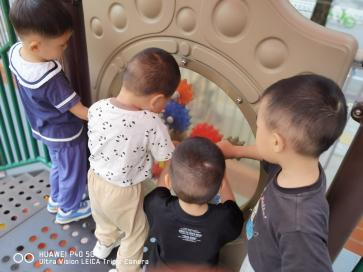 HUAWEI P40 5G
Ultra Vision LEICA Triple Camera